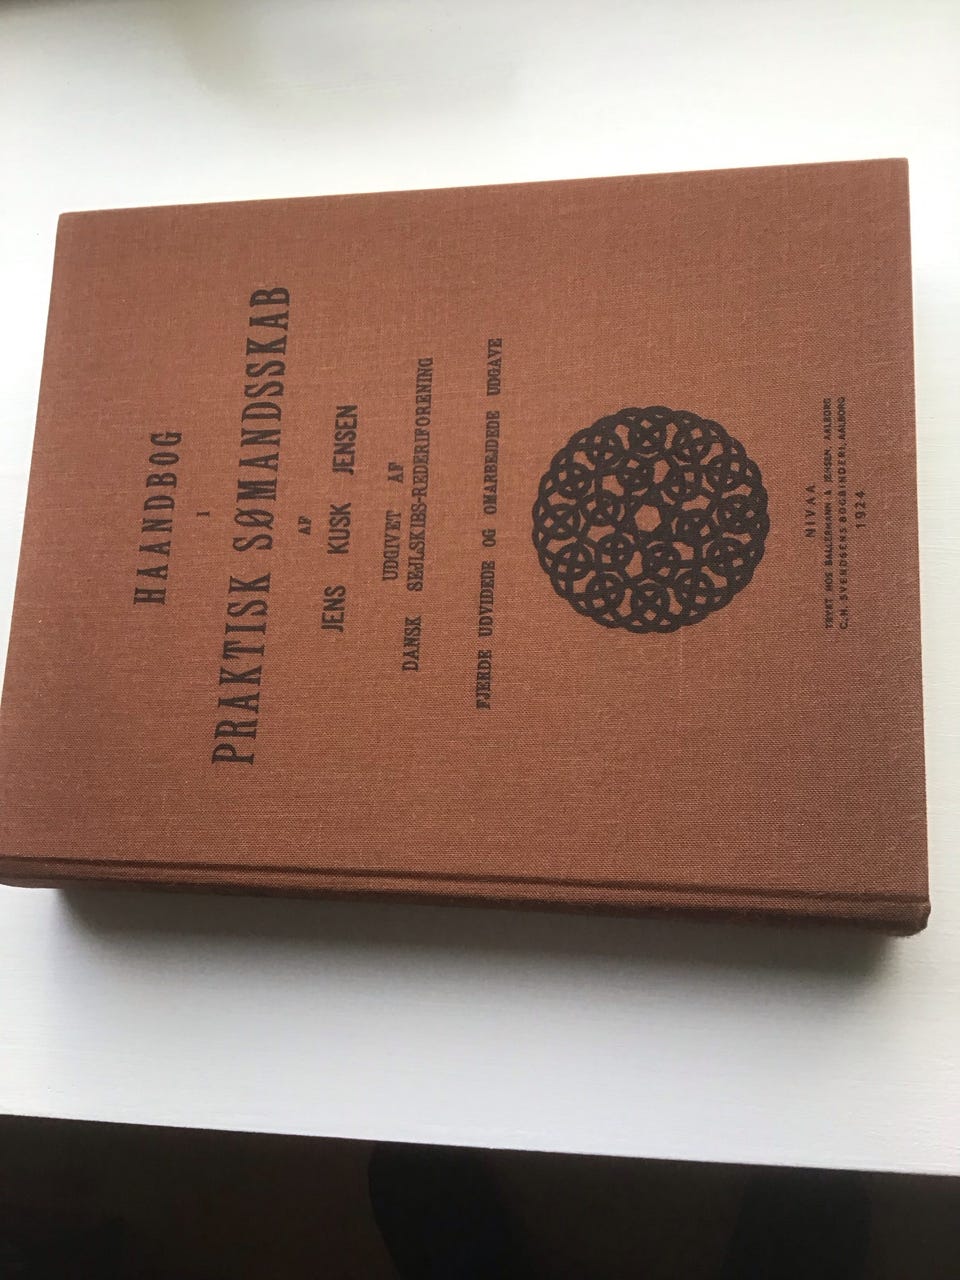 HAANDBOG
I
PRAKTISK SØMANDSSKAB
AF
JENS KUSK JENSEN
UDGIVET AF
DANSK SEJLSKIBS-REDERIFORENING
FJERDE UDVIDEDE OG OMARBEJDEDE UDGAVE
NIVAA
TRYKT HOS BALLERMANN & JENSEN, AALBORG
C. H. SVENDSENS BOGBINDERI, AALBORG
1924